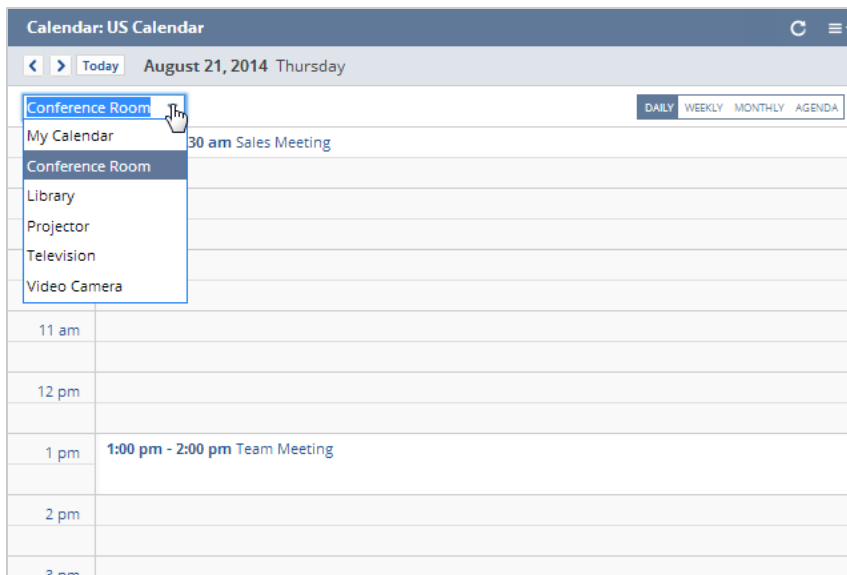 Calendar: US Calendar
Today August 21, 2014 Thursday
Conference Room DAILY WEEKLY MONTHLY AGENDA
My Calendar
30 am Sales Meeting
Conference Room
Library
Projector
Television
Video Camera
11 am
12 pm
1 pm 1:00 pm - 2:00 pm Team Meeting
2 pm
3 pm